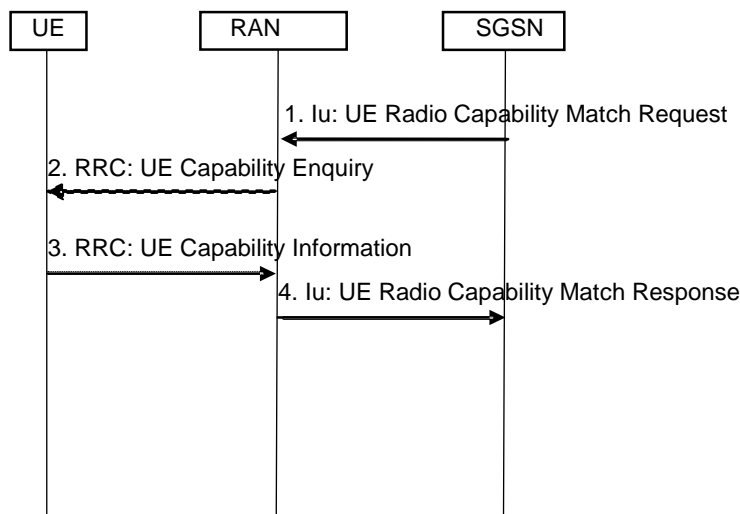 UE
RAN
SGSN
1. Iu: UE Radio Capability Match Request
2. RRC: UE Capability Enquiry
3. RRC: UE Capability Information
4. Iu: UE Radio Capability Match Response